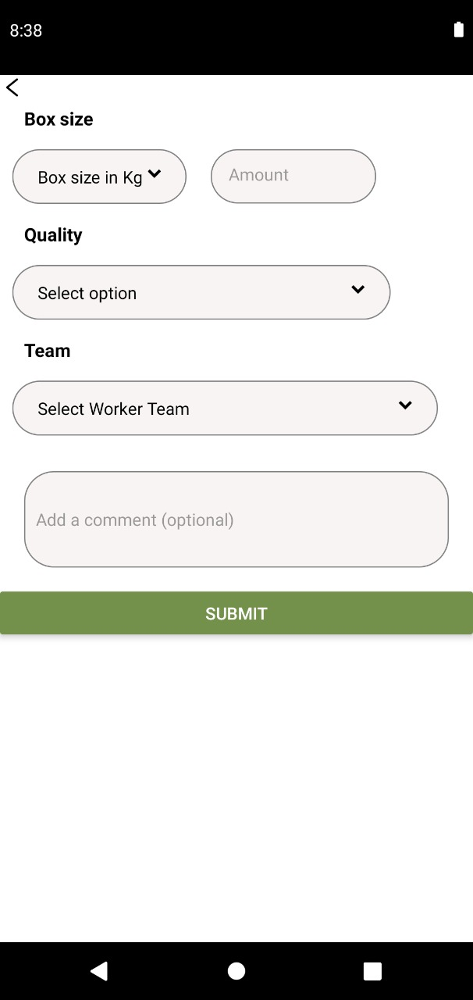 8:38
Box size
Box size in Kg
Amount
Quality
Select option
Team
Select Worker Team
Add a comment (optional)
SUBMIT